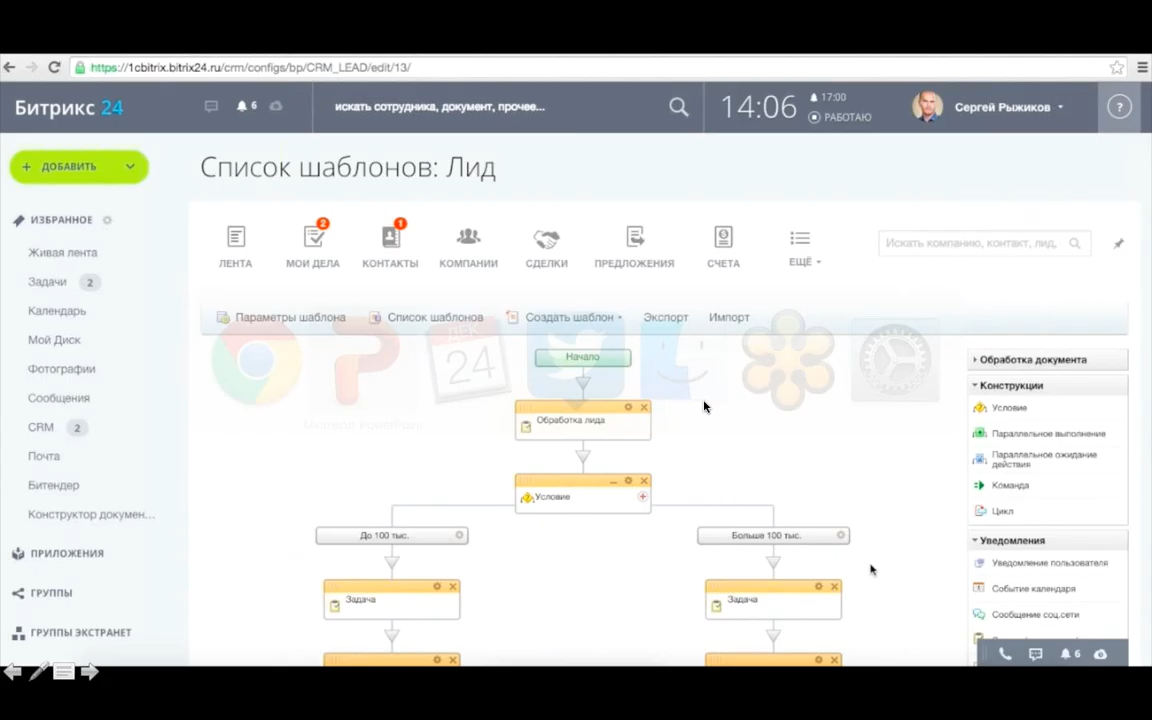 https://1cbitrix.bitrix24.ru/crm/configs/bp/CRM_LEAD/edit/13/
Битрикс 24
6
искать сотрудника, документ, прочее...
14:06
17:00
РАБОТАЮ
Сергей Рыжиков
?
+ ДОБАВИТЬ
Список шаблонов: Лид
ИЗБРАННОЕ
Живая лента
Задачи 2
Календарь
Мой Диск
Фотографии
Сообщения
CRM 2
Почта
Битендер
Конструктор докумен...
ПРИЛОЖЕНИЯ
ГРУППЫ
ГРУППЫ ЭКСТРАНЕТ
2
1
ЛЕНТА
МОИ ДЕЛА
КОНТАКТЫ
КОМПАНИИ
СДЕЛКИ
ПРЕДЛОЖЕНИЯ
СЧЕТА
ЕЩЁ
Искать компанию, контакт, лид,
Параметры шаблона
Список шаблонов
Создать шаблон
Экспорт
Импорт
ДЕК
24
Microsoft PowerPoint
Начало
Обработка лида
Условие
До 100 тыс.
Больше 100 тыс.
Задача
Задача
Обработка документа
Конструкции
Условие
Параллельное выполнение
Параллельное ожидание
действия
Команда
Цикл
Уведомления
Уведомление пользователя
Событие календаря
Сообщение соц.сети
6